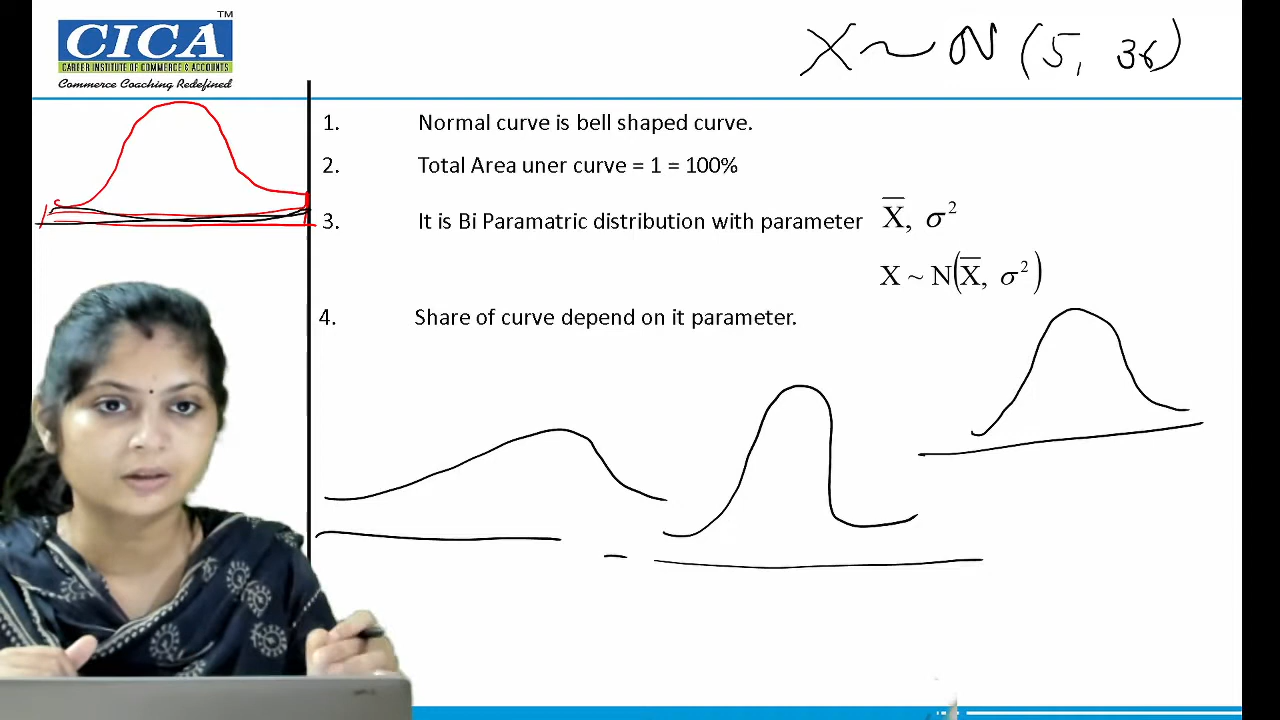 TM
CICA
CAREER INSTITUTE OF COMMERCE & ACCOUNTS
Commerce Coaching Redefined
X ~ N (5, 36)
1. Normal curve is bell shaped curve.
2. Total Area uner curve = 1 = 100%
3. It is Bi Paramatric distribution with parameter X̅, σ²
X ~ N(X̅, σ²)
4. Share of curve depend on it parameter.